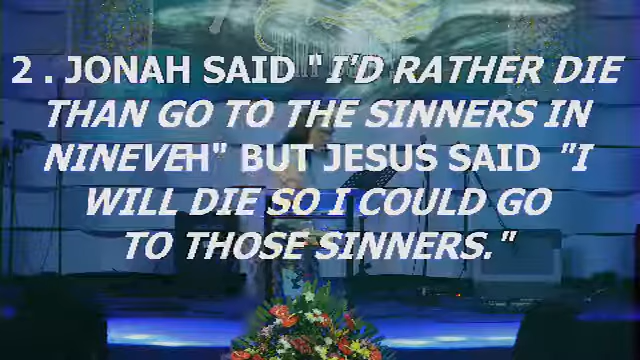 2 . JONAH SAID "I'D RATHER DIE
THAN GO TO THE SINNERS IN
NINEVEH" BUT JESUS SAID "I
WILL DIE SO I COULD GO
TO THOSE SINNERS."